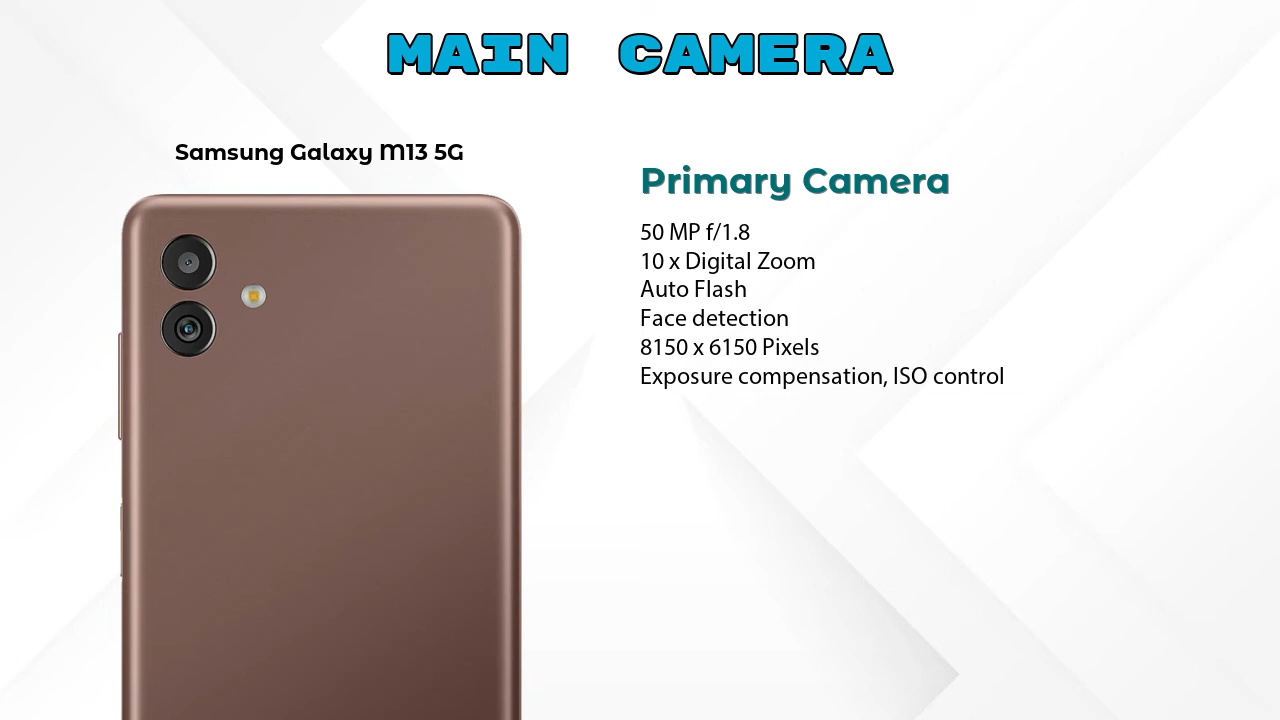 MAIN CAMERA
Samsung Galaxy M13 5G
Primary Camera
50 MP f/1.8
10 x Digital Zoom
Auto Flash
Face detection
8150 x 6150 Pixels
Exposure compensation, ISO control